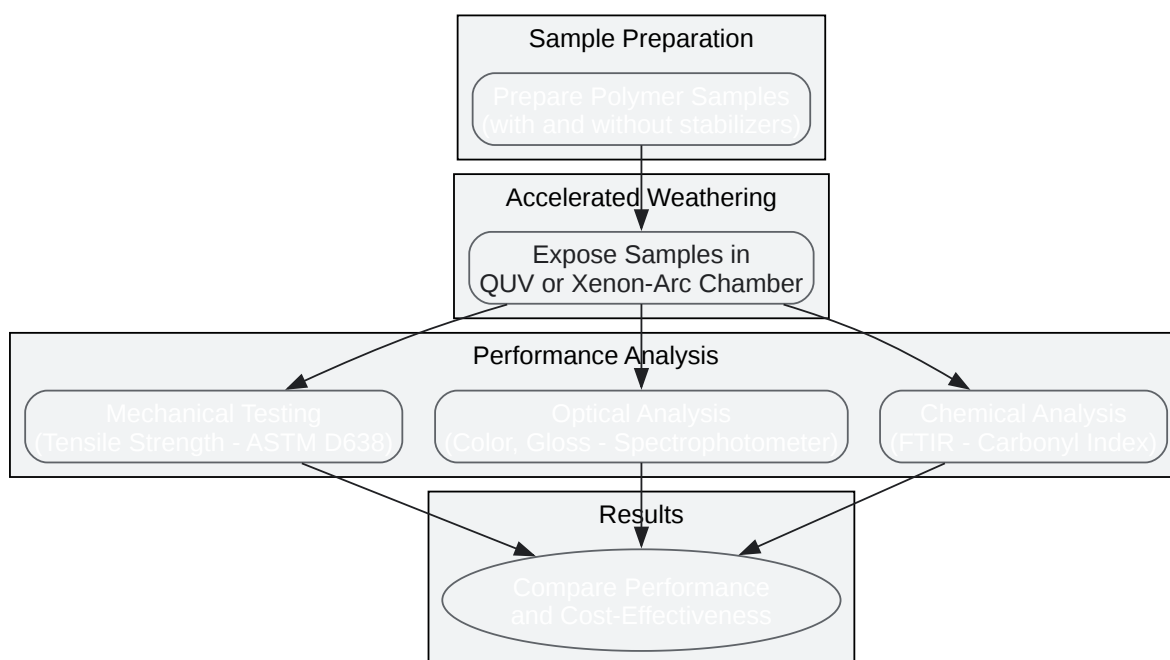 Sample Preparation
Prepare Polymer Samples
(with and without stabilizers)
Accelerated Weathering
Expose Samples in
QUV or Xenon-Arc Chamber
Performance Analysis
Mechanical Testing
(Tensile Strength - ASTM D638)
Optical Analysis
(Color, Gloss - Spectrophotometer)
Chemical Analysis
(FTIR - Carbonyl Index)
Results
Compare Performance
and Cost-Effectiveness